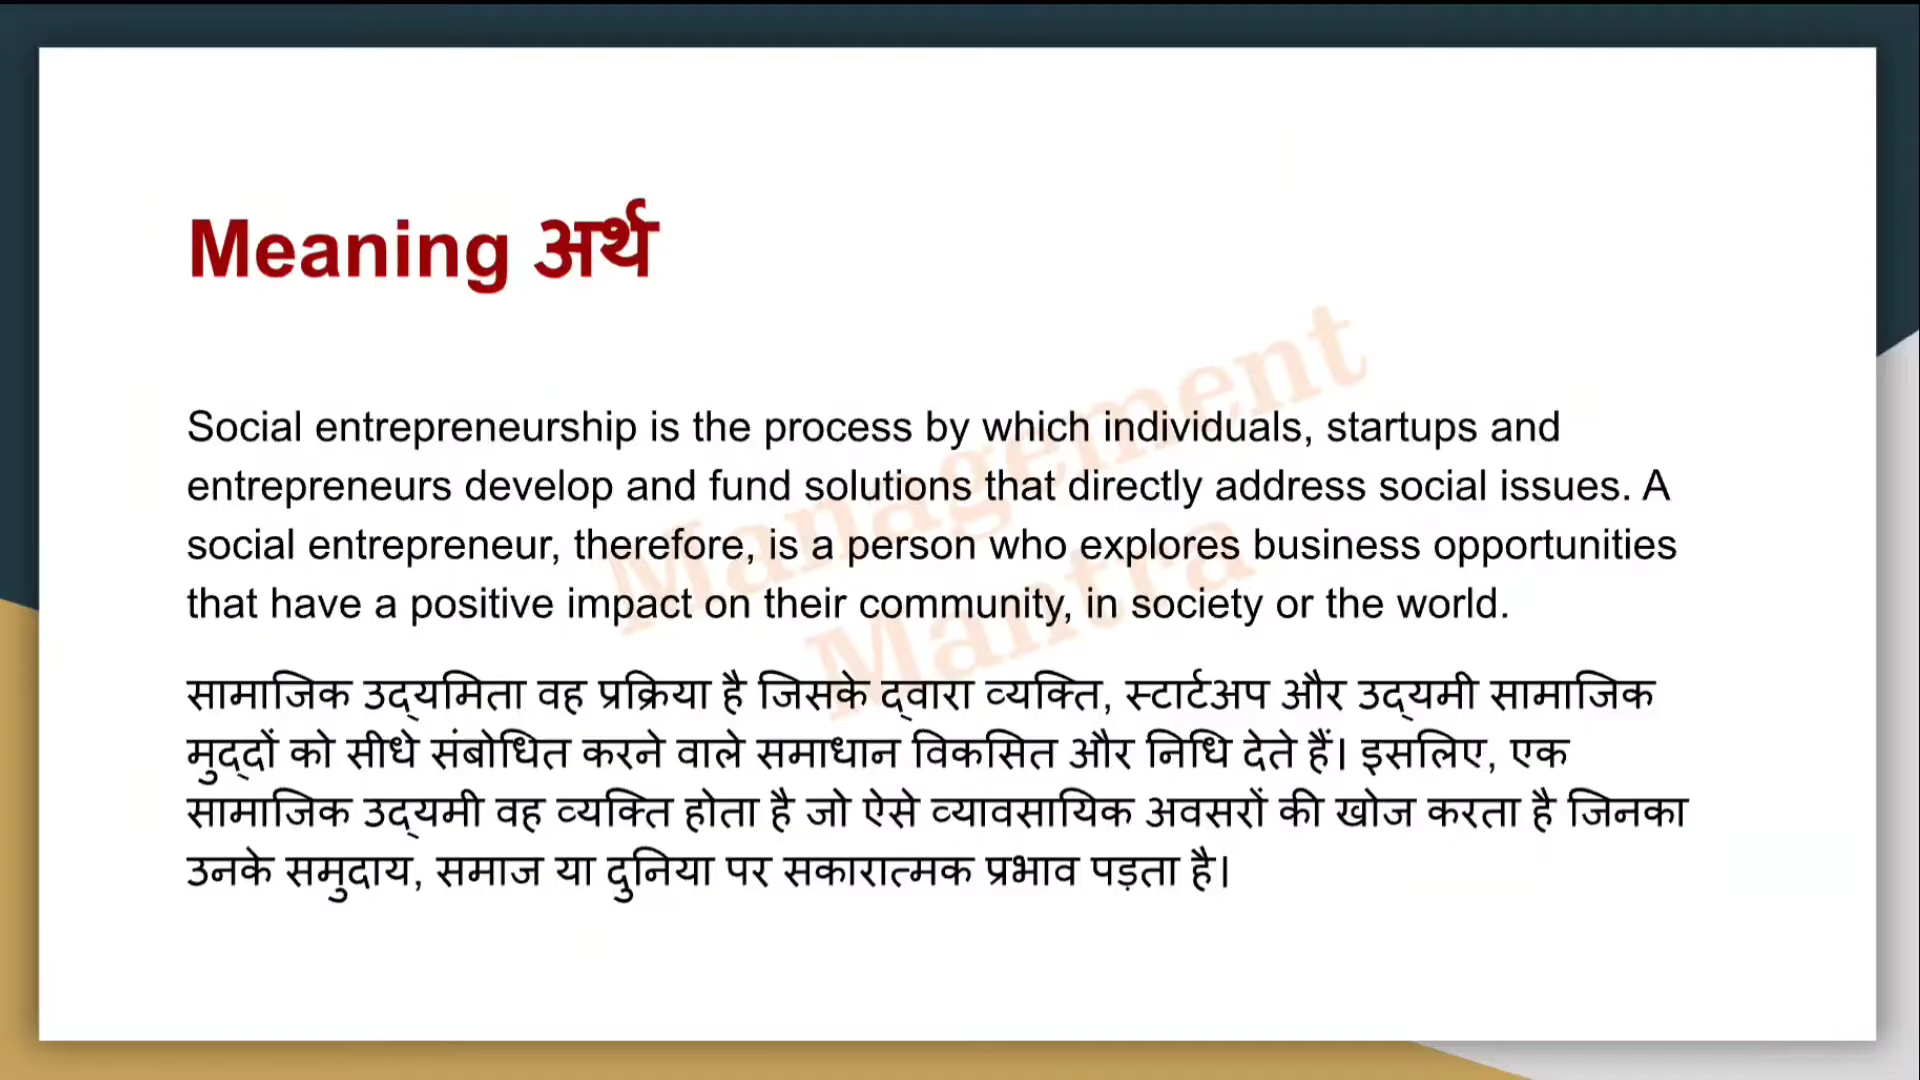 Meaning अर्थ
Social entrepreneurship is the process by which individuals, startups and
entrepreneurs develop and fund solutions that directly address social issues. A
social entrepreneur, therefore, is a person who explores business opportunities
that have a positive impact on their community, in society or the world.
सामाजिक उद्यमिता वह प्रक्रिया है जिसके द्वारा व्यक्ति, स्टार्टअप और उद्यमी सामाजिक
मुद्दों को सीधे संबोधित करने वाले समाधान विकसित और निधि देते हैं। इसलिए, एक
सामाजिक उद्यमी वह व्यक्ति होता है जो ऐसे व्यावसायिक अवसरों की खोज करता है जिनका
उनके समुदाय, समाज या दुनिया पर सकारात्मक प्रभाव पड़ता है।
Management
Mantra